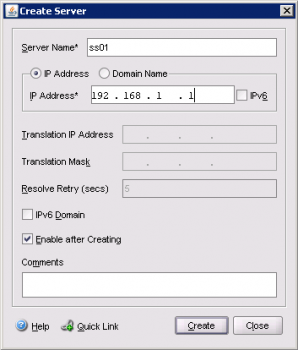 Create Server
Server Name* ss01
IP Address Domain Name
IP Address* 192 . 168 . 1 . 1 IPv6
Translation IP Address . . .
Translation Mask . . .
Resolve Retry (secs) 5
IPv6 Domain
Enable after Creating
Comments
Help Quick Link Create Close